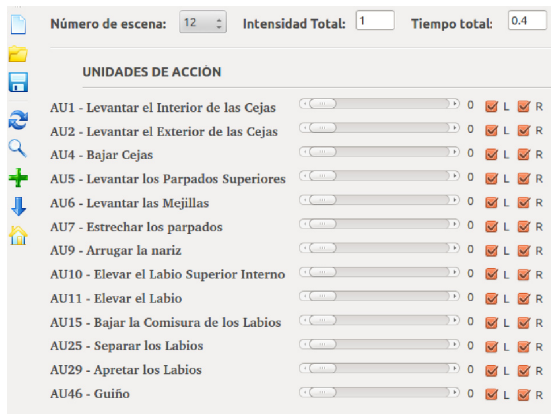 Número de escena: 12 Intensidad Total: 1 Tiempo total: 0.4
UNIDADES DE ACCIÓN
AU1 - Levantar el Interior de las Cejas 0 L R
AU2 - Levantar el Exterior de las Cejas 0 L R
AU4 - Bajar Cejas 0 L R
AU5 - Levantar los Parpados Superiores 0 L R
AU6 - Levantar las Mejillas 0 L R
AU7 - Estrechar los parpados 0 L R
AU9 - Arrugar la nariz 0 L R
AU10 - Elevar el Labio Superior Interno 0 L R
AU11 - Elevar el Labio 0 L R
AU15 - Bajar la Comisura de los Labios 0 L R
AU25 - Separar los Labios 0 L R
AU29 - Apretar los Labios 0 L R
AU46 - Guiño 0 L R